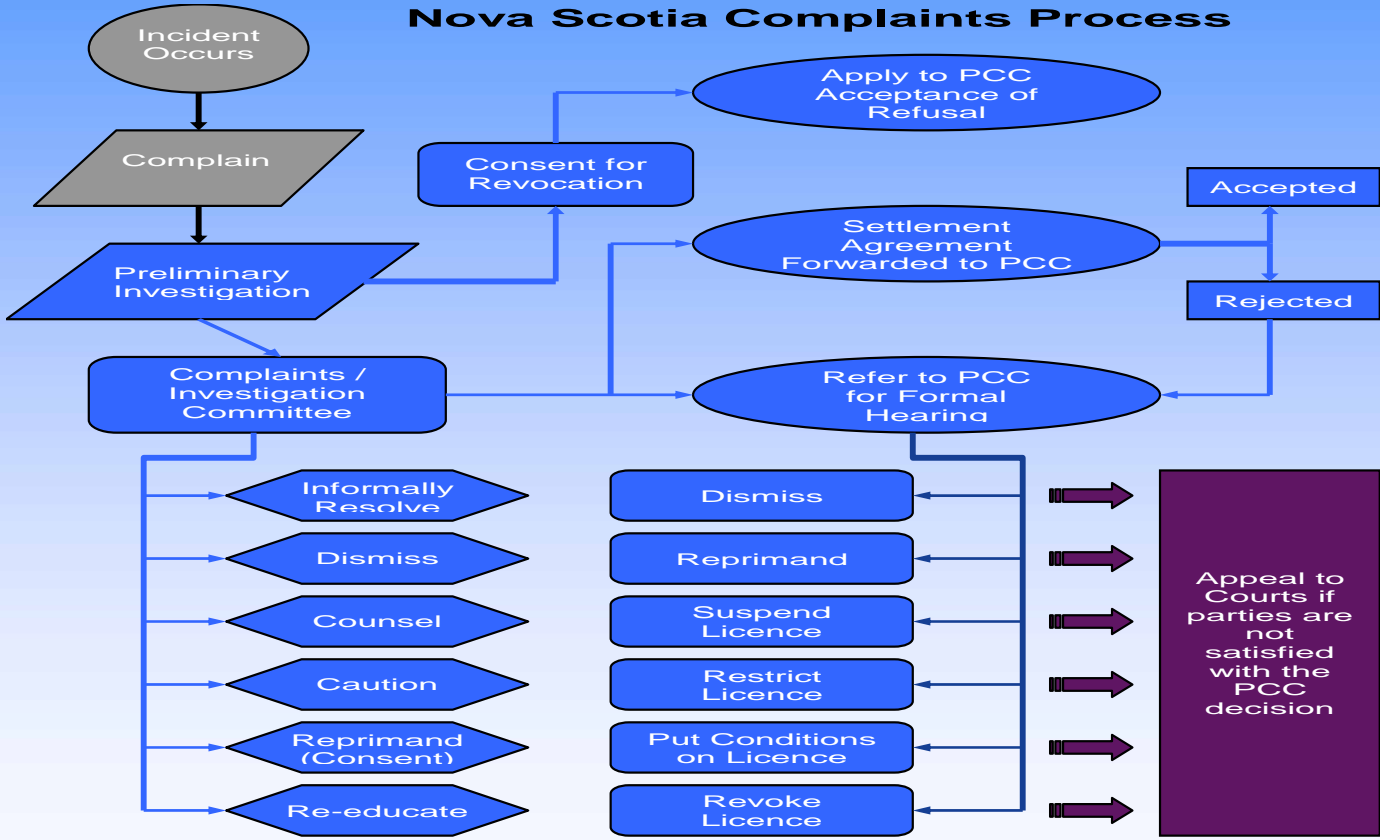 Nova Scotia Complaints Process
Incident
Occurs
Apply to PCC
Acceptance of
Refusal
Complain
Consent for
Revocation
Accepted
Settlement
Agreement
Forwarded to PCC
Preliminary
Investigation
Rejected
Complaints /
Investigation
Committee
Refer to PCC
for Formal
Hearing
Informally
Resolve
Dismiss
Counsel
Caution
Reprimand
(Consent)
Re-educate
Dismiss
Reprimand
Suspend
Licence
Restrict
Licence
Put Conditions
on Licence
Revoke
Licence
Appeal to
Courts if
parties are
not
satisfied
with the
PCC
decision